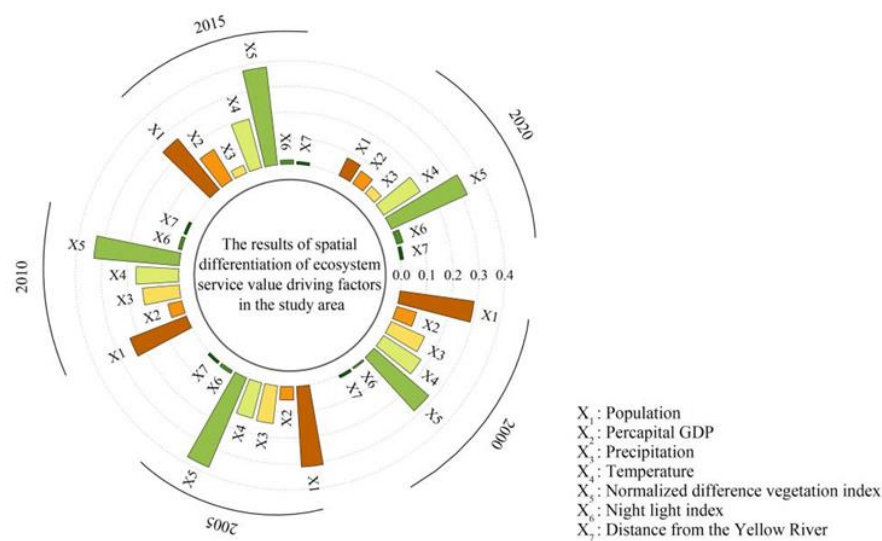 2015
X1
X2
X3
X4
X5
X6
X7
2020
X1
X2
X3
X4
X5
X6
X7
2010
X7
X6
X5
X4
X3
X2
X1
The results of spatial
differentiation of ecosystem
service value driving factors
in the study area
0.0 0.1 0.2 0.3 0.4
X1
X2
X3
X4
X5
X6
X7
2000
X7
X6
X5
X4
X3
X2
X1
2005
X₁: Population
X₂: Percapital GDP
X₃: Precipitation
X₄: Temperature
X₅: Normalized difference vegetation index
X₆: Night light index
X₇: Distance from the Yellow River